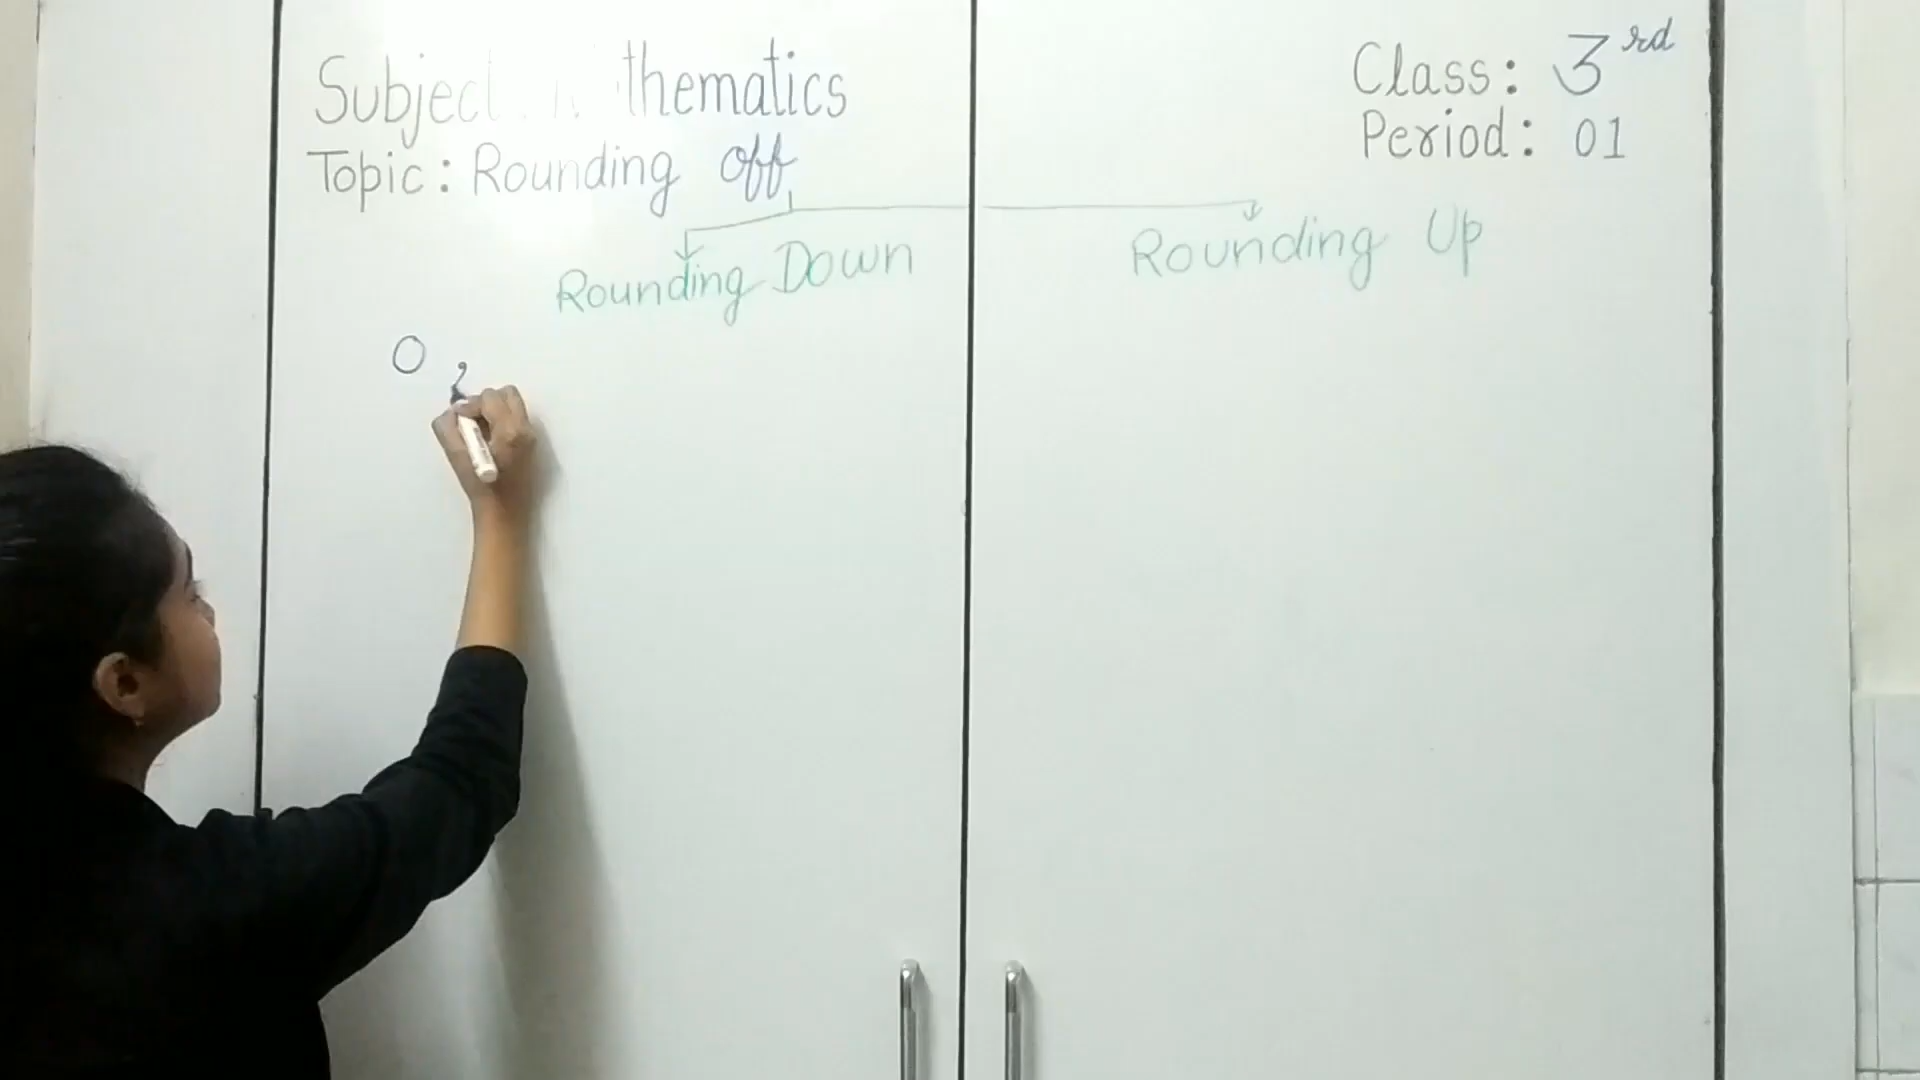 Subject thematics
Class: 3rd
Topic: Rounding off
Period: 01
Rounding Down
Rounding Up
0 ,